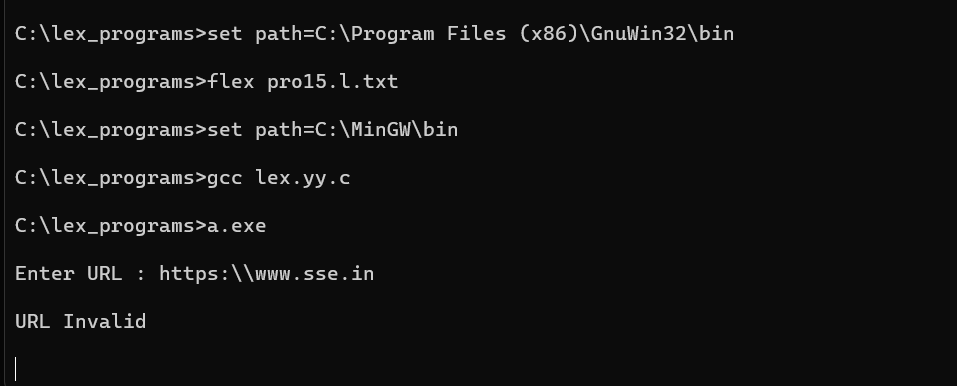 C:\lex_programs>set path=C:\Program Files (x86)\GnuWin32\bin
C:\lex_programs>flex pro15.l.txt
C:\lex_programs>set path=C:\MinGW\bin
C:\lex_programs>gcc lex.yy.c
C:\lex_programs>a.exe
Enter URL : https:\\www.sse.in
URL Invalid